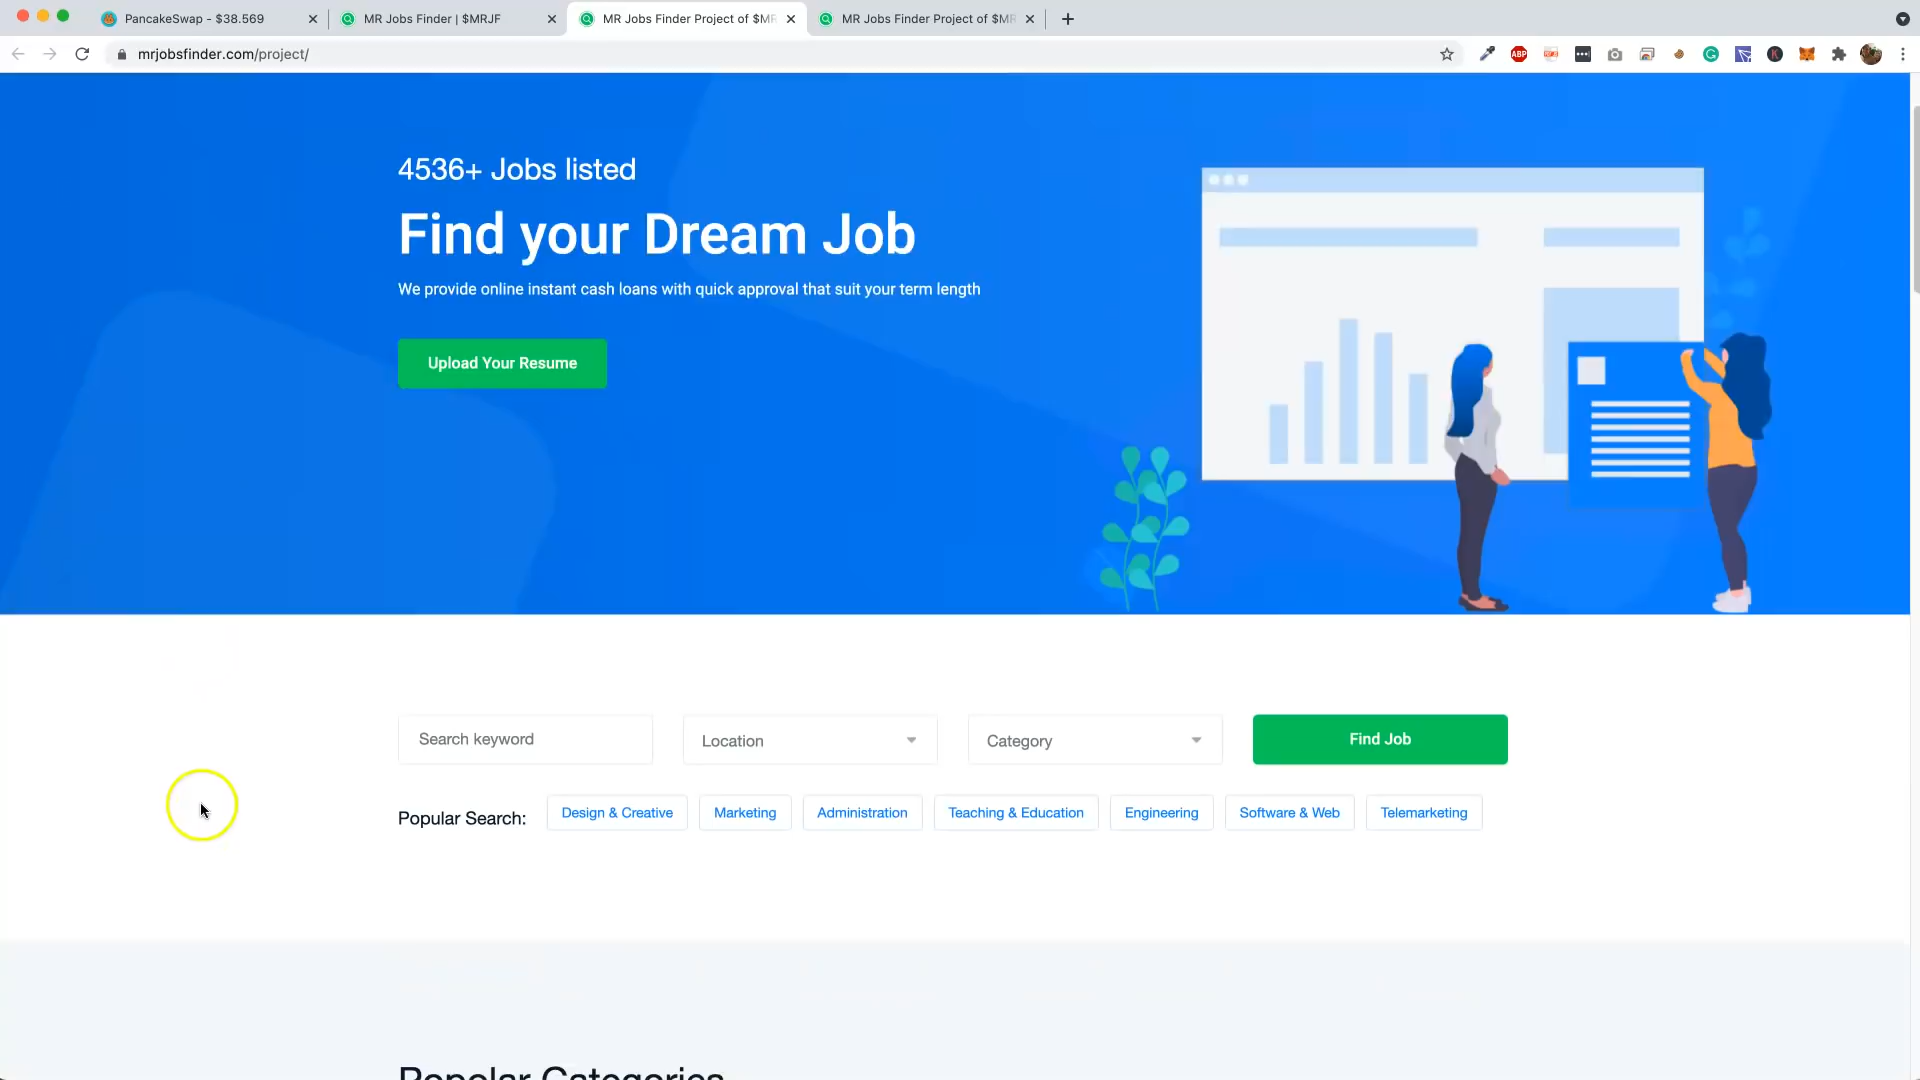 PancakeSwap - $38.569
MR Jobs Finder | $MRJF
MR Jobs Finder Project of $MR
MR Jobs Finder Project of $MR
mrjobsfinder.com/project/
ABP
4536+ Jobs listed
Find your Dream Job
We provide online instant cash loans with quick approval that suit your term length
Upload Your Resume
Search keyword
Location
Category
Find Job
Popular Search:
Design & Creative
Marketing
Administration
Teaching & Education
Engineering
Software & Web
Telemarketing
Popolar Categories